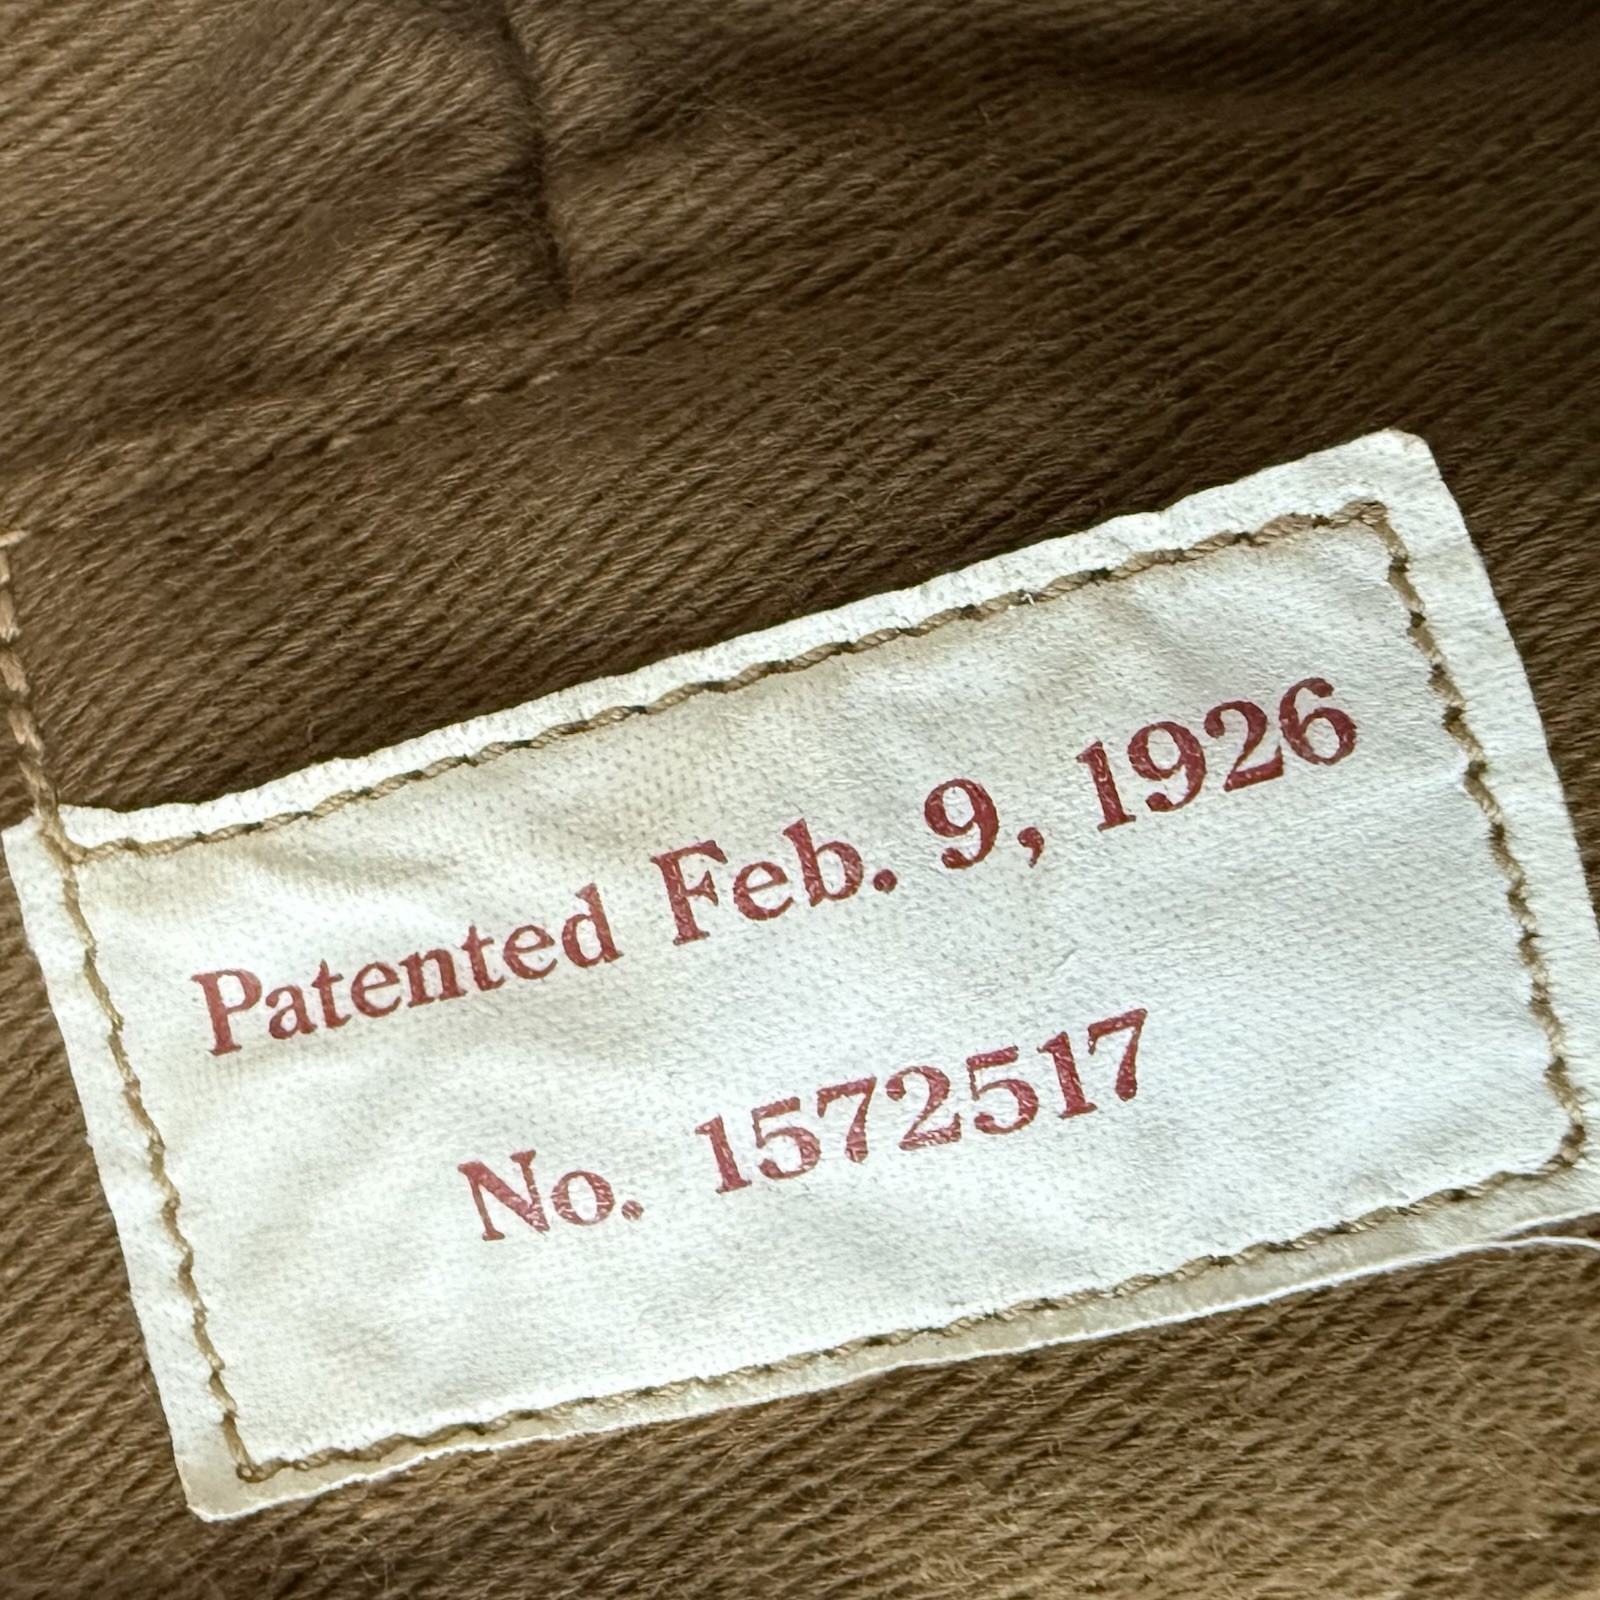 Patented Feb. 9, 1926
No. 1572517